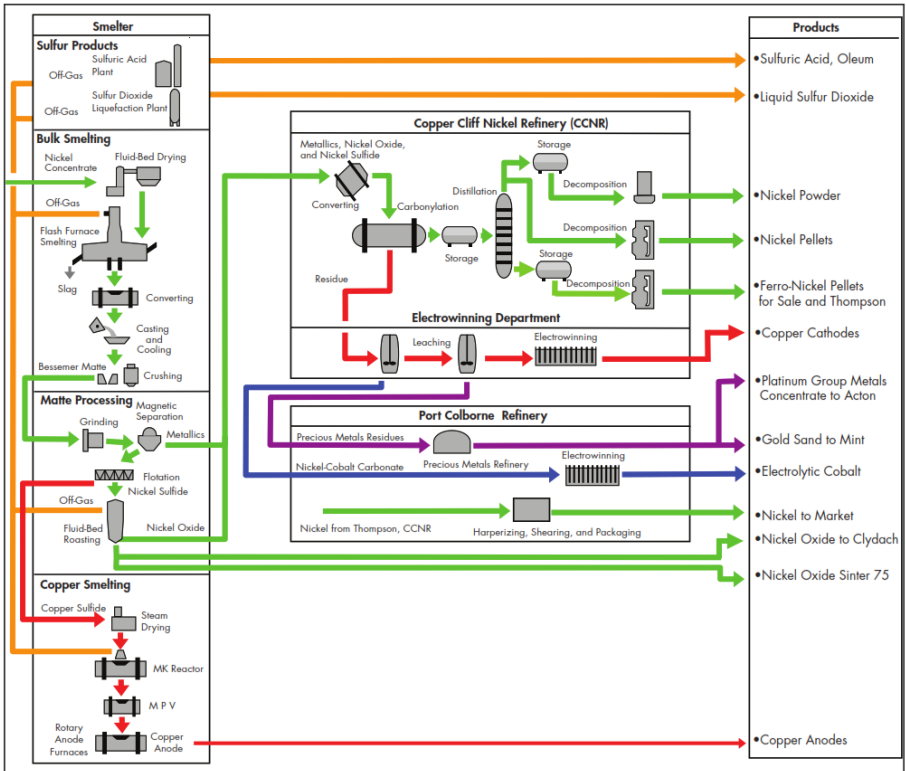 Smelter
Sulfur Products
Sulfuric Acid
Plant
Off-Gas
Sulfur Dioxide
Liquefaction Plant
Off-Gas
Bulk Smelting
Nickel
Concentrate
Fluid-Bed Drying
Off-Gas
Flash Furnace
Smelting
Slag
Converting
Casting
and
Cooling
Bessemer Matte
Crushing
Matte Processing
Magnetic
Separation
Grinding
Metallics
Flotation
Nickel Sulfide
Off-Gas
Fluid-Bed
Roasting
Nickel Oxide
Copper Smelting
Copper Sulfide
Steam
Drying
MK Reactor
M P V
Rotary
Anode
Furnaces
Copper
Anode
Copper Cliff Nickel Refinery (CCNR)
Metallics, Nickel Oxide,
and Nickel Sulfide
Converting
Carbonylation
Storage
Distillation
Storage
Decomposition
Decomposition
Storage
Decomposition
Residue
Electrowinning Department
Leaching
Electrowinning
Port Colborne Refinery
Precious Metals Residues
Precious Metals Refinery
Nickel-Cobalt Carbonate
Electrowinning
Nickel from Thompson, CCNR
Harperizing, Shearing, and Packaging
Products
•Sulfuric Acid, Oleum
•Liquid Sulfur Dioxide
•Nickel Powder
•Nickel Pellets
•Ferro-Nickel Pellets
for Sale and Thompson
•Copper Cathodes
•Platinum Group Metals
Concentrate to Acton
•Gold Sand to Mint
•Electrolytic Cobalt
•Nickel to Market
•Nickel Oxide to Clydach
•Nickel Oxide Sinter 75
•Copper Anodes